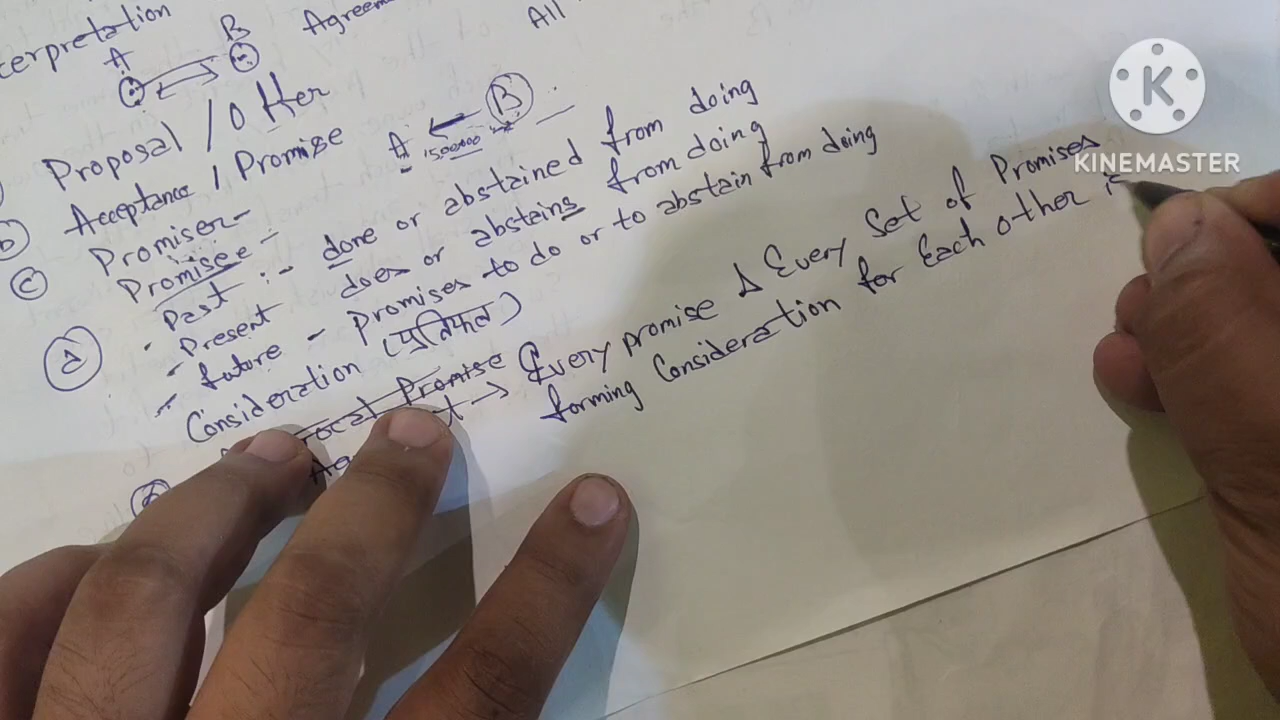 terpretation
A B Agreem All
Proposal / Offer
b Acceptance / Promise A 1500000 B
c Promiser -
Promisee -
d Past :- done or abstained from doing
- Present does or abstains from doing
- future - Promises to do or to abstain from doing
Consideration (प्रतिफल)
Promise
→ Every promise & Every Set of Promises
forming Consideration for Each other is
KINEMASTER